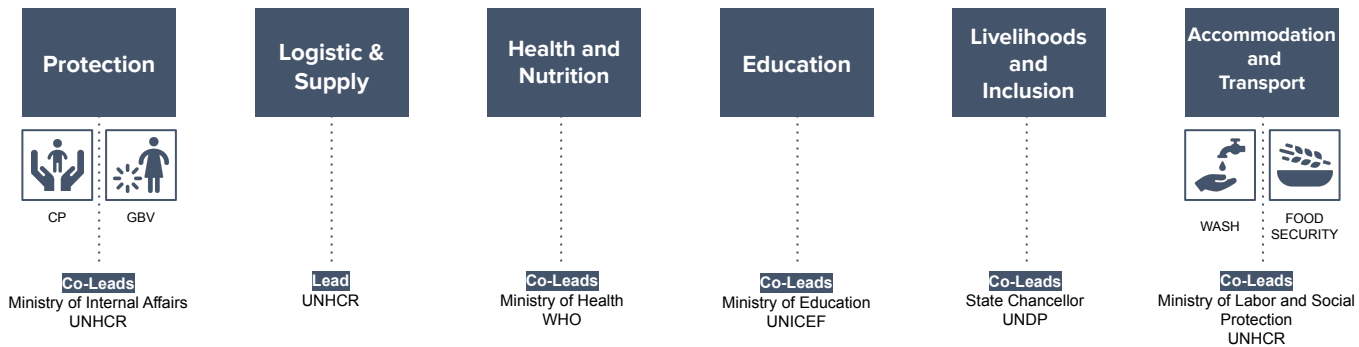 Protection
Logistic &
Supply
Health and
Nutrition
Education
Livelihoods
and
Inclusion
Accommodation
and
Transport
CP
GBV
WASH
FOOD
SECURITY
Co-Leads
Ministry of Internal Affairs
UNHCR
Lead
UNHCR
Co-Leads
Ministry of Health
WHO
Co-Leads
Ministry of Education
UNICEF
Co-Leads
State Chancellor
UNDP
Co-Leads
Ministry of Labor and Social
Protection
UNHCR